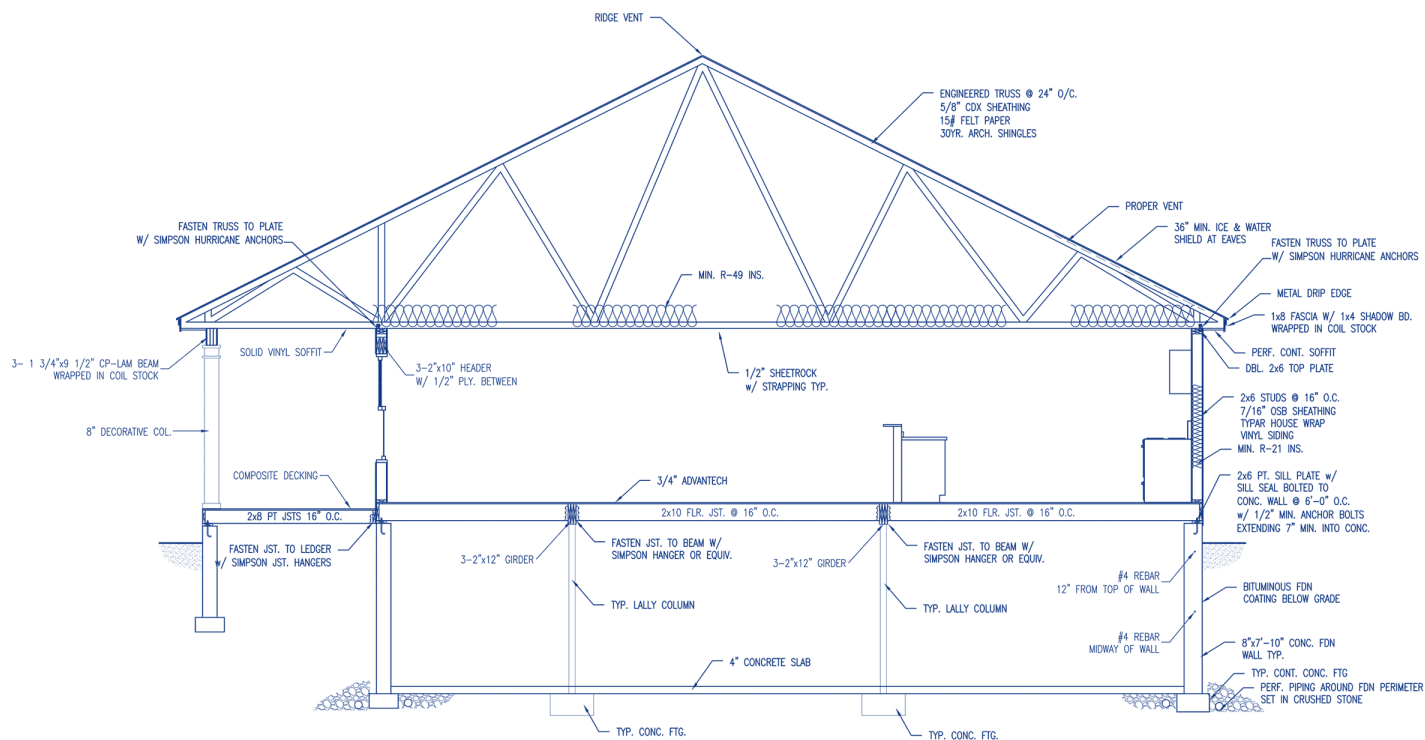 RIDGE VENT
ENGINEERED TRUSS @ 24" O/C.
5/8" CDX SHEATHING
15# FELT PAPER
30YR. ARCH. SHINGLES
PROPER VENT
36" MIN. ICE & WATER
SHIELD AT EAVES
FASTEN TRUSS TO PLATE
W/ SIMPSON HURRICANE ANCHORS
FASTEN TRUSS TO PLATE
W/ SIMPSON HURRICANE ANCHORS
MIN. R-49 INS.
METAL DRIP EDGE
1x8 FASCIA W/ 1x4 SHADOW BD.
WRAPPED IN COIL STOCK
SOLID VINYL SOFFIT
PERF. CONT. SOFFIT
DBL. 2x6 TOP PLATE
3- 1 3/4"x9 1/2" CP-LAM BEAM
WRAPPED IN COIL STOCK
3-2"x10" HEADER
W/ 1/2" PLY. BETWEEN
1/2" SHEETROCK
w/ STRAPPING TYP.
2x6 STUDS @ 16" O.C.
7/16" OSB SHEATHING
TYPAR HOUSE WRAP
VINYL SIDING
MIN. R-21 INS.
8" DECORATIVE COL.
COMPOSITE DECKING
3/4" ADVANTECH
2x6 PT. SILL PLATE w/
SILL SEAL BOLTED TO
CONC. WALL @ 6'-0" O.C.
w/ 1/2" MIN. ANCHOR BOLTS
EXTENDING 7" MIN. INTO CONC.
2x8 PT JSTS 16" O.C.
2x10 FLR. JST. @ 16" O.C.
2x10 FLR. JST. @ 16" O.C.
FASTEN JST. TO LEDGER
w/ SIMPSON JST. HANGERS
3-2"x12" GIRDER
FASTEN JST. TO BEAM W/
SIMPSON HANGER OR EQUIV.
3-2"x12" GIRDER
FASTEN JST. TO BEAM W/
SIMPSON HANGER OR EQUIV.
#4 REBAR
12" FROM TOP OF WALL
BITUMINOUS FDN
COATING BELOW GRADE
TYP. LALLY COLUMN
TYP. LALLY COLUMN
#4 REBAR
MIDWAY OF WALL
8"x7'-10" CONC. FDN
WALL TYP.
4" CONCRETE SLAB
TYP. CONT. CONC. FTG
PERF. PIPING AROUND FDN PERIMETER
SET IN CRUSHED STONE
TYP. CONC. FTG.
TYP. CONC. FTG.